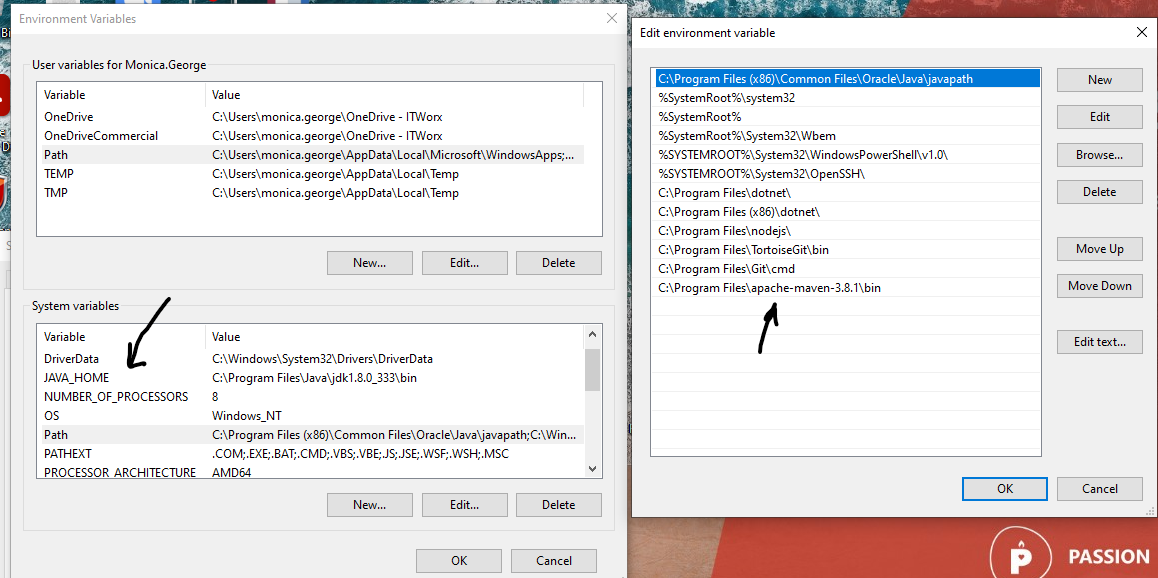 Environment Variables
User variables for Monica.George
Variable Value
OneDrive C:\Users\monica.george\OneDrive - ITWorx
OneDriveCommercial C:\Users\monica.george\OneDrive - ITWorx
Path C:\Users\monica.george\AppData\Local\Microsoft\WindowsApps;...
TEMP C:\Users\monica.george\AppData\Local\Temp
TMP C:\Users\monica.george\AppData\Local\Temp
New... Edit... Delete
System variables
Variable Value
DriverData C:\Windows\System32\Drivers\DriverData
JAVA_HOME C:\Program Files\Java\jdk1.8.0_333\bin
NUMBER_OF_PROCESSORS 8
OS Windows_NT
Path C:\Program Files (x86)\Common Files\Oracle\Java\javapath;C:\Win...
PATHEXT .COM;.EXE;.BAT;.CMD;.VBS;.VBE;.JS;.JSE;.WSF;.WSH;.MSC
PROCESSOR_ARCHITECTURE AMD64
New... Edit... Delete
OK Cancel
Edit environment variable
C:\Program Files (x86)\Common Files\Oracle\Java\javapath
%SystemRoot%\system32
%SystemRoot%
%SystemRoot%\System32\Wbem
%SYSTEMROOT%\System32\WindowsPowerShell\v1.0\
%SYSTEMROOT%\System32\OpenSSH\
C:\Program Files\dotnet\
C:\Program Files (x86)\dotnet\
C:\Program Files\nodejs\
C:\Program Files\TortoiseGit\bin
C:\Program Files\Git\cmd
C:\Program Files\apache-maven-3.8.1\bin
New
Edit
Browse...
Delete
Move Up
Move Down
Edit text...
OK Cancel
P PASSION